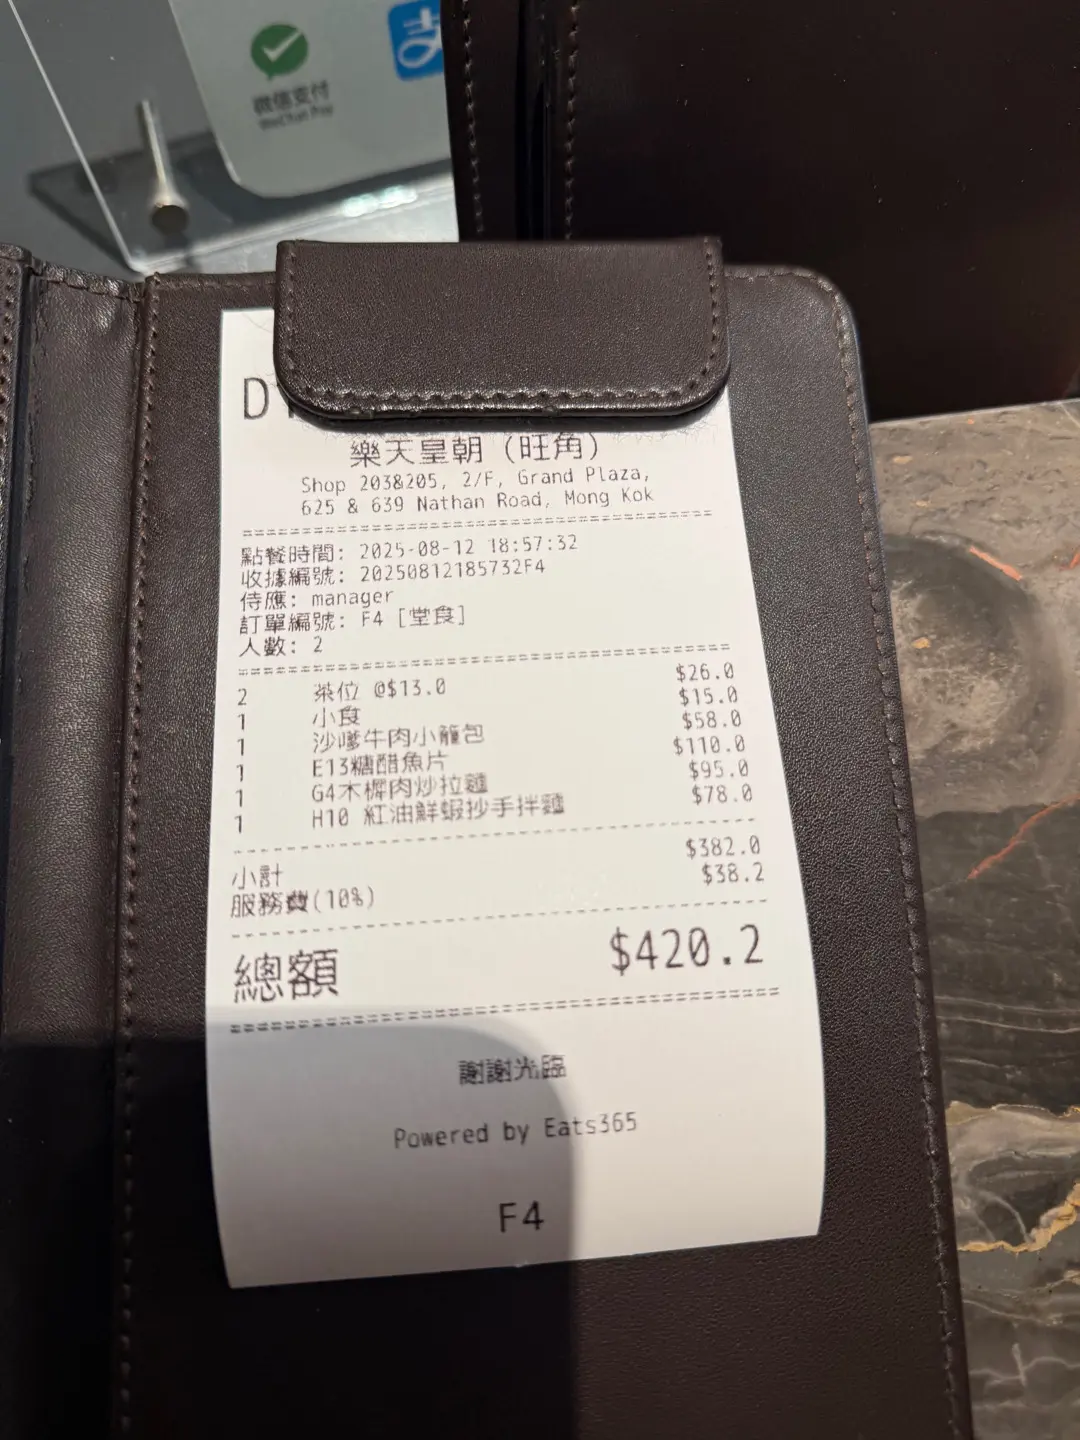 微信支付
WeChat Pay
支
D
樂天皇朝 (旺角)
Shop 203&205, 2/F, Grand Plaza,
625 & 639 Nathan Road, Mong Kok
點餐時間: 2025-08-12 18:57:32
收據編號: 20250812185732F4
侍應: manager
訂單編號: F4 [堂食]
人數: 2
2 茶位 @$13.0 $26.0
1 小食 $15.0
1 沙嗲牛肉小籠包 $58.0
1 E13糖醋魚片 $110.0
1 G4木樨肉炒拉麵 $95.0
1 H10 紅油鮮蝦抄手拌麵 $78.0
小計 $382.0
服務費(10%) $38.2
總額 $420.2
謝謝光臨
Powered by Eats365
F4